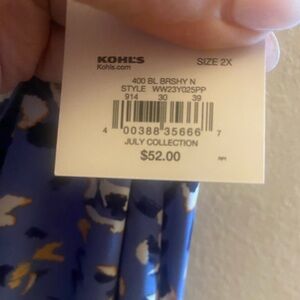 KOHL'S
Kohls.com
SIZE 2X
400 BL BRSHY N
STYLE WW23Y025PP
914 30 39
4 00388 35666 7
JULY COLLECTION
$52.00